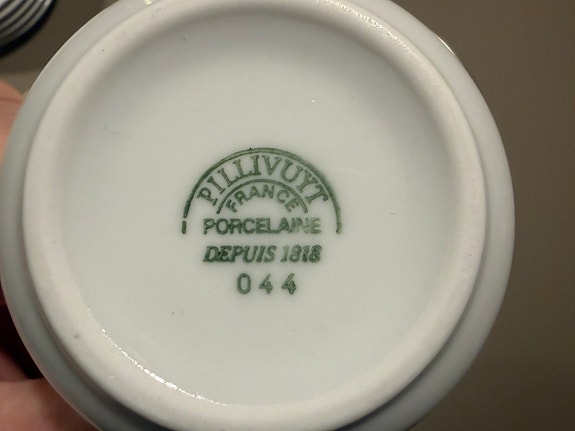 PILLIVUYT
FRANCE
PORCELAINE
DEPUIS 1818
044